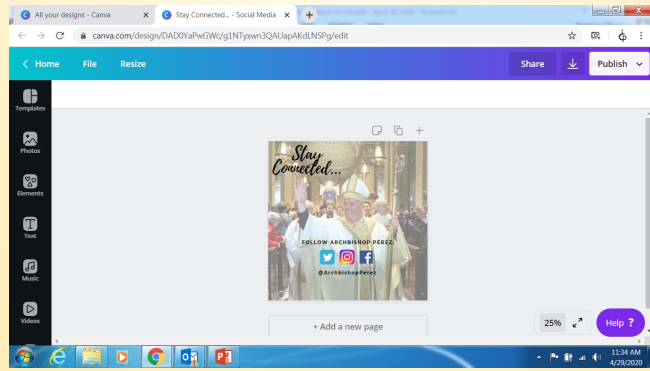 All your designs - Canva
Stay Connected... - Social Media
canva.com/design/DAD0YaPwGWc/g1NTyxwn3QAUapAKdLNSPg/edit
Home
File
Resize
Share
Publish
Templates
Photos
Elements
Text
Music
Videos
Stay
Connected...
FOLLOW ARCHBISHOP PEREZ:
@ArchbishopPerez
+ Add a new page
25%
Help ?
11:34 AM
4/29/2020